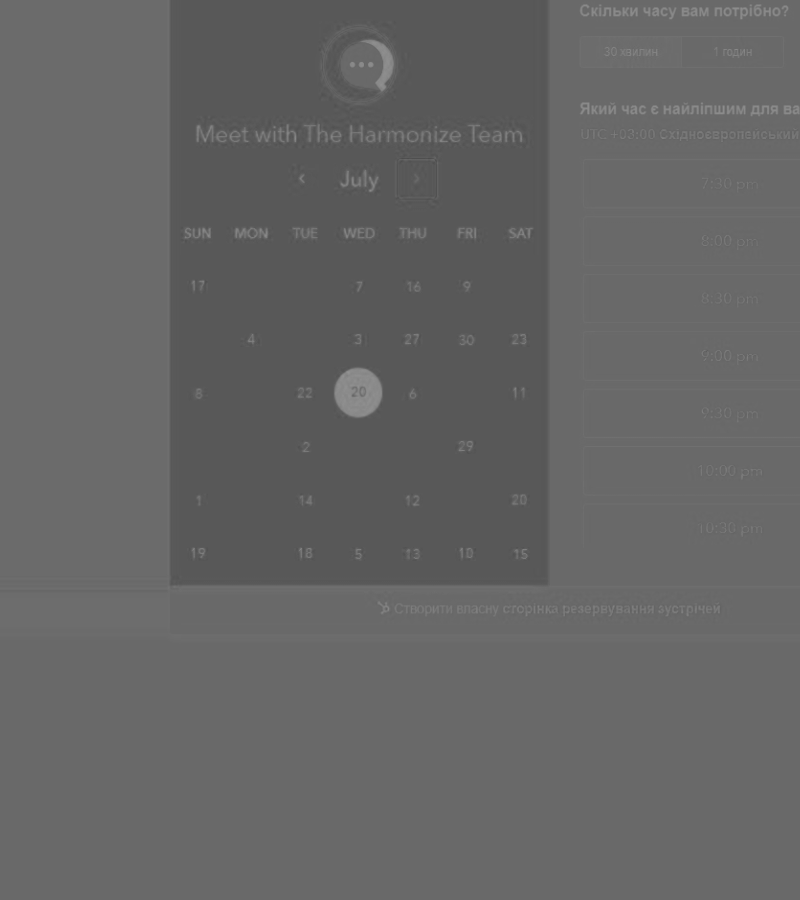 Meet with The Harmonize Team
July
SUN MON TUE WED THU FRI SAT
17 7 16 9
4 3 27 30 23
8 22 20 6 11
2 29
1 14 12 20
19 18 5 13 10 15
Скільки часу вам потрібно?
30 хвилин 1 годин
Який час є найліпшим для ва
UTC +03:00 Східноєвропейський
7:30 pm
8:00 pm
8:30 pm
9:00 pm
9:30 pm
10:00 pm
10:30 pm
Створити власну сторінка резервування зустрічей